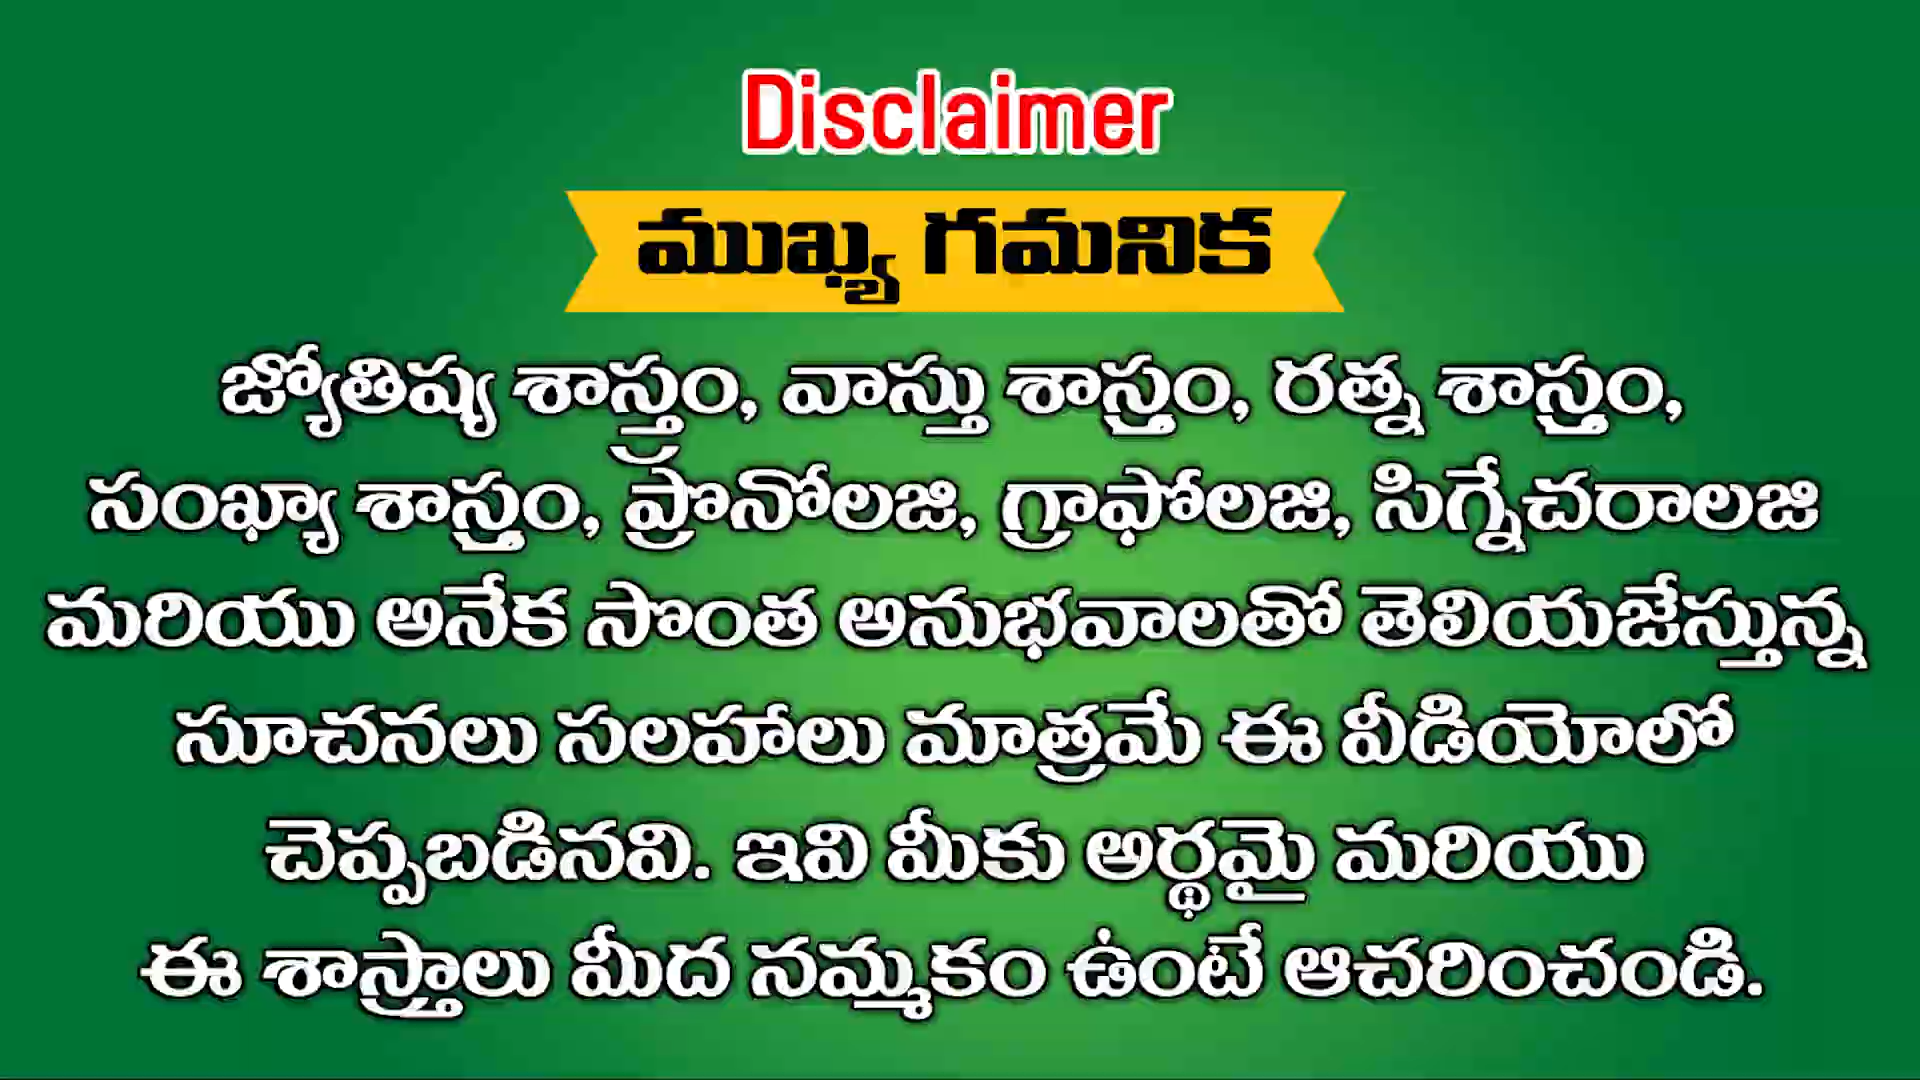 Disclaimer
ముఖ్య గమనిక
జ్యోతిష్య శాస్త్రం, వాస్తు శాస్త్రం, రత్న శాస్త్రం,
సంఖ్యా శాస్త్రం, ప్రొనోలజి, గ్రాఫోలజి, సిగ్నేచరాలజి
మరియు అనేక సొంత అనుభవాలతో తెలియజేస్తున్న
సూచనలు సలహాలు మాత్రమే ఈ వీడియోలో
చెప్పబడినవి. ఇవి మీకు అర్థమై మరియు
ఈ శాస్త్రాలు మీద నమ్మకం ఉంటే ఆచరించండి.